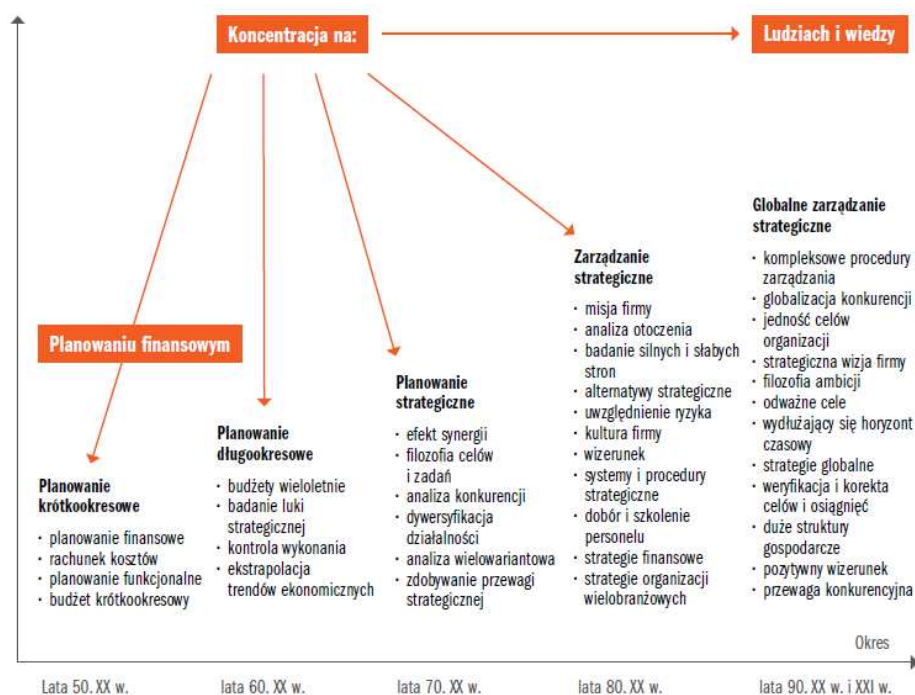 Koncentracja na:
Ludziach i wiedzy
Planowaniu finansowym
Planowanie
krótkookresowe
· planowanie finansowe
· rachunek kosztów
· planowanie funkcjonalne
· budżet krótkookresowy
Planowanie
długookresowe
· budżety wieloletnie
· badanie luki
strategicznej
· kontrola wykonania
· ekstrapolacja
trendów ekonomicznych
Planowanie
strategiczne
· efekt synergii
· filozofia celów
i zadań
· analiza konkurencji
· dywersyfikacja
działalności
· analiza wielowariantowa
· zdobywanie przewagi
strategicznej
Zarządzanie
strategiczne
· misja firmy
· analiza otoczenia
· badanie silnych i słabych
stron
· alternatywy strategiczne
· uwzględnienie ryzyka
· kultura firmy
· wizerunek
· systemy i procedury
strategiczne
· dobór i szkolenie
personelu
· strategie finansowe
· strategie organizacji
wielobranżowych
Globalne zarządzanie
strategiczne
· kompleksowe procedury
zarządzania
· globalizacja konkurencji
· jedność celów
organizacji
· strategiczna wizja firmy
· filozofia ambicji
· odważne cele
· wydłużający się horyzont
czasowy
· strategie globalne
· weryfikacja i korekta
celów i osiągnięć
· duże struktury
gospodarcze
· pozytywny wizerunek
· przewaga konkurencyjna
Okres
Lata 50. XX w.
lata 60. XX w.
lata 70. XX w.
lata 80. XX w.
lata 90. XX w. i XXI w.